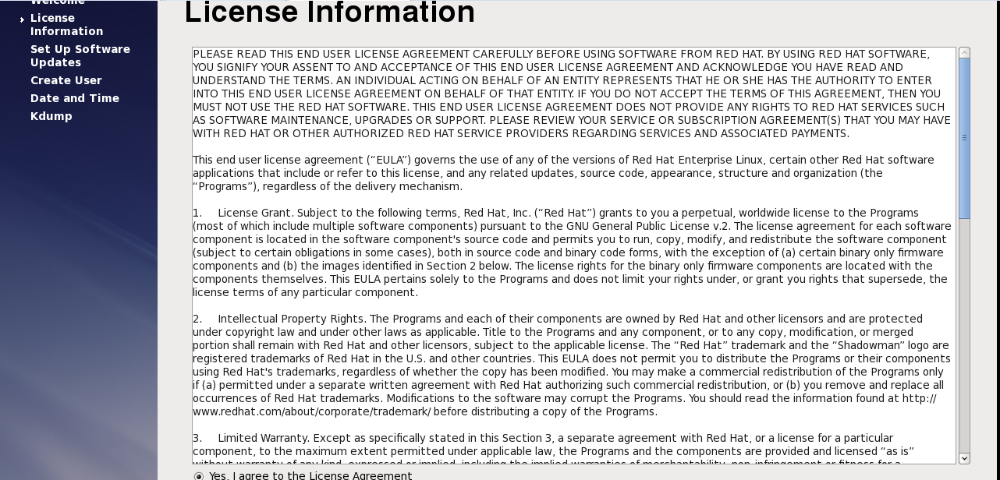 Welcome
License
Information
Set Up Software
Updates
Create User
Date and Time
Kdump
License Information
PLEASE READ THIS END USER LICENSE AGREEMENT CAREFULLY BEFORE USING SOFTWARE FROM RED HAT. BY USING RED HAT SOFTWARE,
YOU SIGNIFY YOUR ASSENT TO AND ACCEPTANCE OF THIS END USER LICENSE AGREEMENT AND ACKNOWLEDGE YOU HAVE READ AND
UNDERSTAND THE TERMS. AN INDIVIDUAL ACTING ON BEHALF OF AN ENTITY REPRESENTS THAT HE OR SHE HAS THE AUTHORITY TO ENTER
INTO THIS END USER LICENSE AGREEMENT ON BEHALF OF THAT ENTITY. IF YOU DO NOT ACCEPT THE TERMS OF THIS AGREEMENT, THEN YOU
MUST NOT USE THE RED HAT SOFTWARE. THIS END USER LICENSE AGREEMENT DOES NOT PROVIDE ANY RIGHTS TO RED HAT SERVICES SUCH
AS SOFTWARE MAINTENANCE, UPGRADES OR SUPPORT. PLEASE REVIEW YOUR SERVICE OR SUBSCRIPTION AGREEMENT(S) THAT YOU MAY HAVE
WITH RED HAT OR OTHER AUTHORIZED RED HAT SERVICE PROVIDERS REGARDING SERVICES AND ASSOCIATED PAYMENTS.
This end user license agreement (“EULA”) governs the use of any of the versions of Red Hat Enterprise Linux, certain other Red Hat software
applications that include or refer to this license, and any related updates, source code, appearance, structure and organization (the
“Programs”), regardless of the delivery mechanism.
1. License Grant. Subject to the following terms, Red Hat, Inc. (“Red Hat”) grants to you a perpetual, worldwide license to the Programs
(most of which include multiple software components) pursuant to the GNU General Public License v.2. The license agreement for each software
component is located in the software component's source code and permits you to run, copy, modify, and redistribute the software component
(subject to certain obligations in some cases), both in source code and binary code forms, with the exception of (a) certain binary only firmware
components and (b) the images identified in Section 2 below. The license rights for the binary only firmware components are located with the
components themselves. This EULA pertains solely to the Programs and does not limit your rights under, or grant you rights that supersede, the
license terms of any particular component.
2. Intellectual Property Rights. The Programs and each of their components are owned by Red Hat and other licensors and are protected
under copyright law and under other laws as applicable. Title to the Programs and any component, or to any copy, modification, or merged
portion shall remain with Red Hat and other licensors, subject to the applicable license. The “Red Hat” trademark and the “Shadowman” logo are
registered trademarks of Red Hat in the U.S. and other countries. This EULA does not permit you to distribute the Programs or their components
using Red Hat's trademarks, regardless of whether the copy has been modified. You may make a commercial redistribution of the Programs only
if (a) permitted under a separate written agreement with Red Hat authorizing such commercial redistribution, or (b) you remove and replace all
occurrences of Red Hat trademarks. Modifications to the software may corrupt the Programs. You should read the information found at http://
www.redhat.com/about/corporate/trademark/ before distributing a copy of the Programs.
3. Limited Warranty. Except as specifically stated in this Section 3, a separate agreement with Red Hat, or a license for a particular
component, to the maximum extent permitted under applicable law, the Programs and the components are provided and licensed “as is”
without warranty of any kind, expressed or implied, including the implied warranties of merchantability, non-infringement or fitness for a
Yes, I agree to the License Agreement